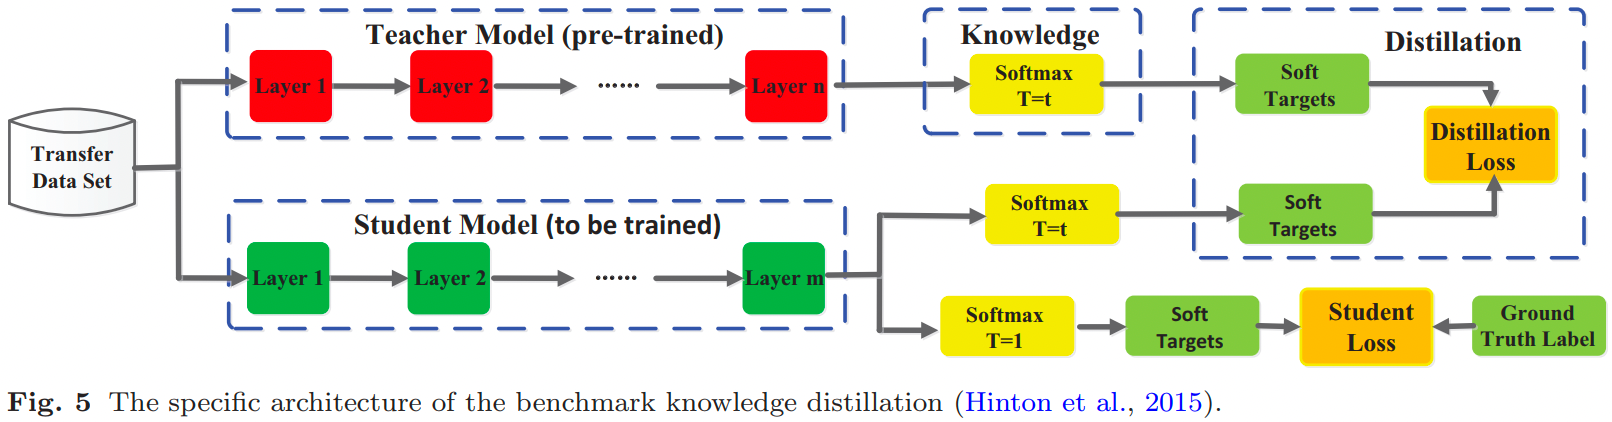 Teacher Model (pre-trained)
Layer 1
Layer 2
......
Layer n
Knowledge
Softmax
T=t
Distillation
Soft
Targets
Distillation
Loss
Transfer
Data Set
Student Model (to be trained)
Layer 1
Layer 2
......
Layer m
Softmax
T=t
Soft
Targets
Softmax
T=1
Soft
Targets
Student
Loss
Ground
Truth Label
Fig. 5 The specific architecture of the benchmark knowledge distillation (Hinton et al., 2015).